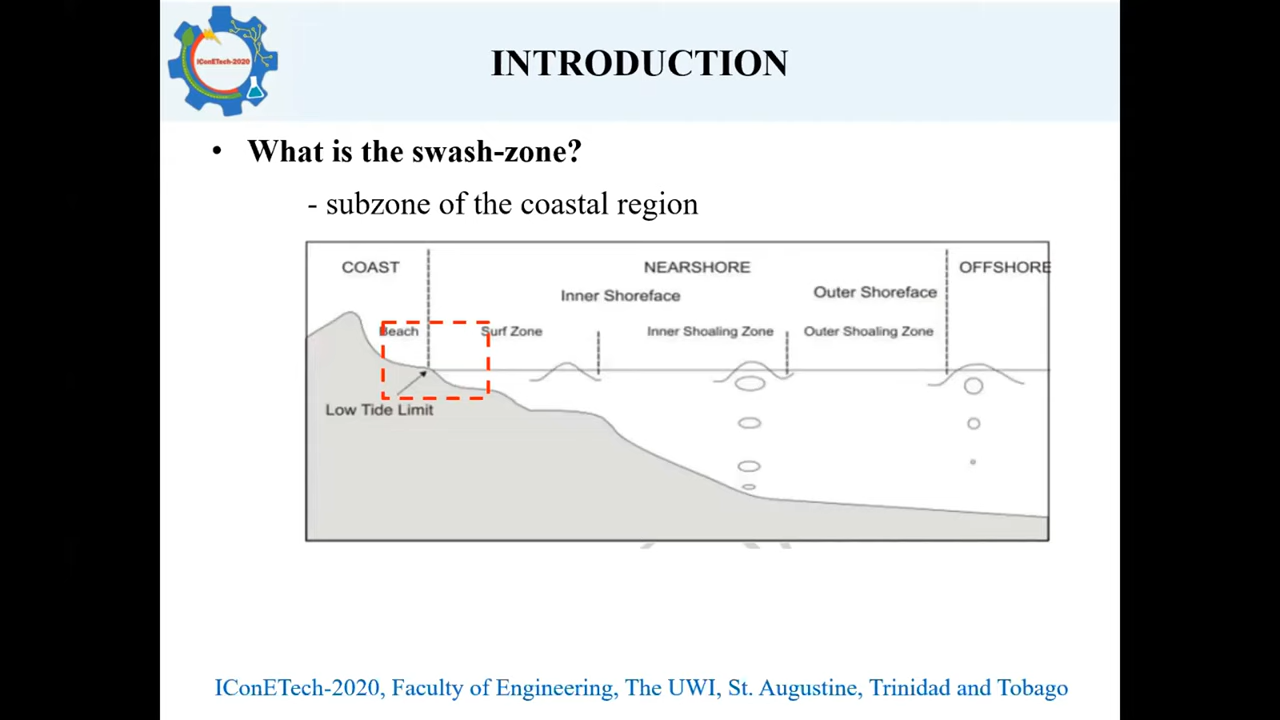 IConETech-2020
INTRODUCTION
• What is the swash-zone?
- subzone of the coastal region
COAST
NEARSHORE
OFFSHORE
Inner Shoreface
Outer Shoreface
Beach
Surf Zone
Inner Shoaling Zone
Outer Shoaling Zone
Low Tide Limit
IConETech-2020, Faculty of Engineering, The UWI, St. Augustine, Trinidad and Tobago